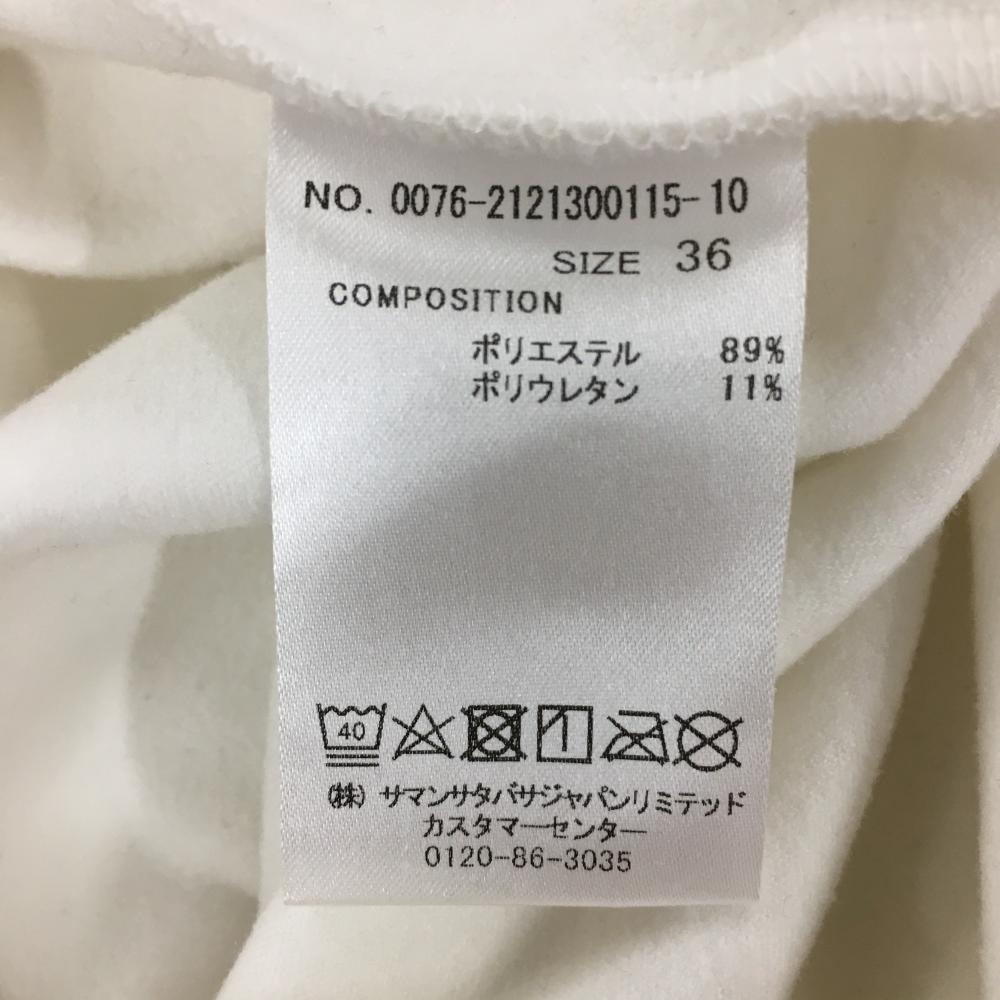 NO. 0076-2121300115-10
SIZE 36
COMPOSITION
ポリエステル 89%
ポリウレタン 11%
40
(株) サマンサタバサジャパンリミテッド
カスタマーセンター
0120-86-3035